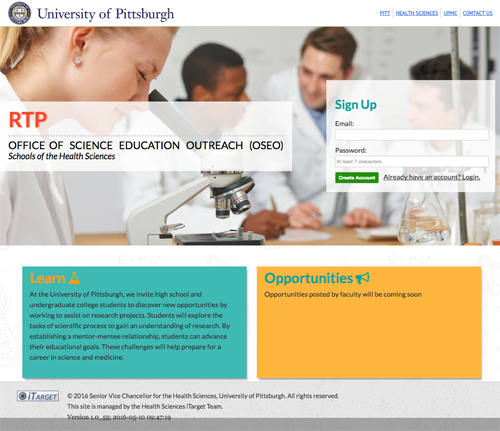 University of Pittsburgh
PITT
HEALTH SCIENCES
UPMC
CONTACT US
RTP
OFFICE OF SCIENCE EDUCATION OUTREACH (OSEO)
Schools of the Health Sciences
Sign Up
Email:
Password:
At least 7 characters
Create Account
Already have an account? Login.
Learn
At the University of Pittsburgh, we invite high school and
undergraduate college students to discover new opportunities by
working to assist on research projects. Students will explore the
tasks of scientific process to gain an understanding of research. By
establishing a mentor-mentee relationship, students can advance
their educational goals. These challenges will help prepare for a
career in science and medicine.
Opportunities
Opportunities posted by faculty will be coming soon
iTARGET
© 2016 Senior Vice Chancellor for the Health Sciences, University of Pittsburgh. All rights reserved.
This site is managed by the Health Sciences iTarget Team.
Version 1.0_55; 2016-05-10 09:47:19